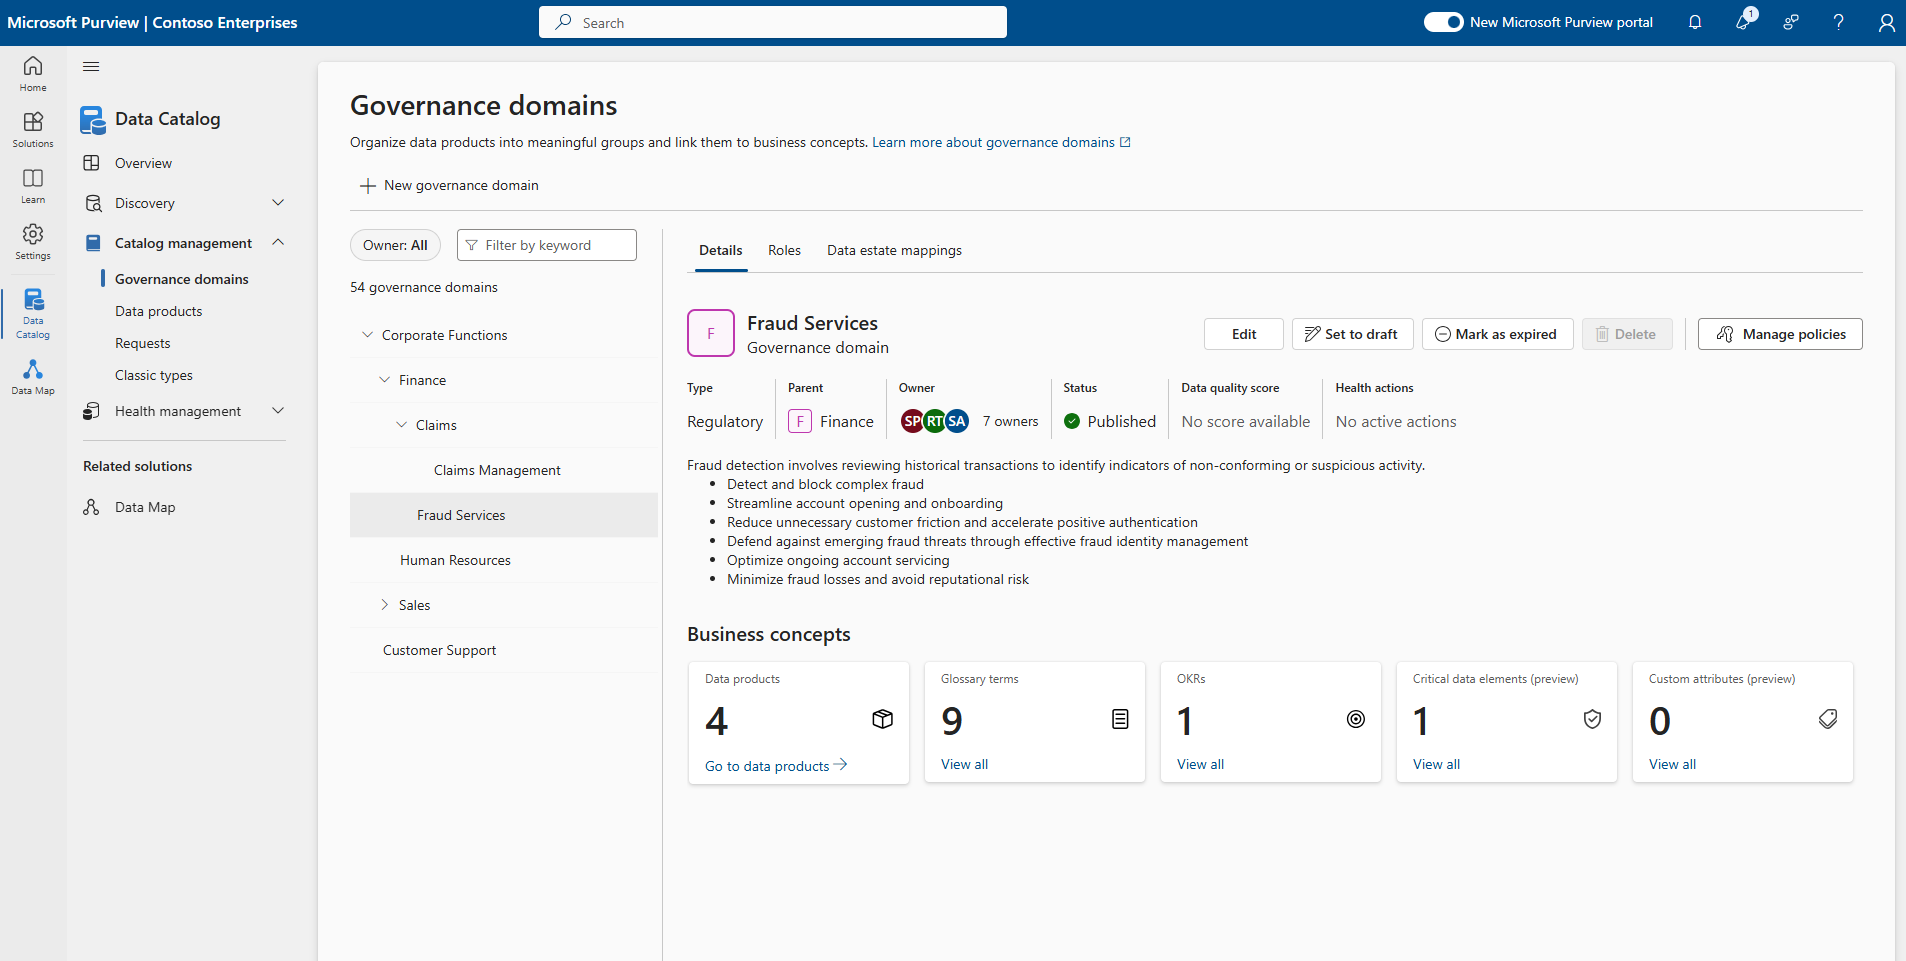 Microsoft Purview | Contoso Enterprises
Search
New Microsoft Purview portal
1
Home
Solutions
Learn
Settings
Data Catalog
Data Map
Data Catalog
Overview
Discovery
Catalog management
Governance domains
Data products
Requests
Classic types
Health management
Related solutions
Data Map
Governance domains
Organize data products into meaningful groups and link them to business concepts. Learn more about governance domains
New governance domain
Owner: All
Filter by keyword
54 governance domains
Corporate Functions
Finance
Claims
Claims Management
Fraud Services
Human Resources
Sales
Customer Support
Details Roles Data estate mappings
F
Fraud Services
Governance domain
Edit Set to draft Mark as expired Delete Manage policies
Type Parent Owner Status Data quality score Health actions
Regulatory F Finance SP RT SA 7 owners Published No score available No active actions
Fraud detection involves reviewing historical transactions to identify indicators of non-conforming or suspicious activity.
• Detect and block complex fraud
• Streamline account opening and onboarding
• Reduce unnecessary customer friction and accelerate positive authentication
• Defend against emerging fraud threats through effective fraud identity management
• Optimize ongoing account servicing
• Minimize fraud losses and avoid reputational risk
Business concepts
Data products
4
Go to data products
Glossary terms
9
View all
OKRs
1
View all
Critical data elements (preview)
1
View all
Custom attributes (preview)
0
View all